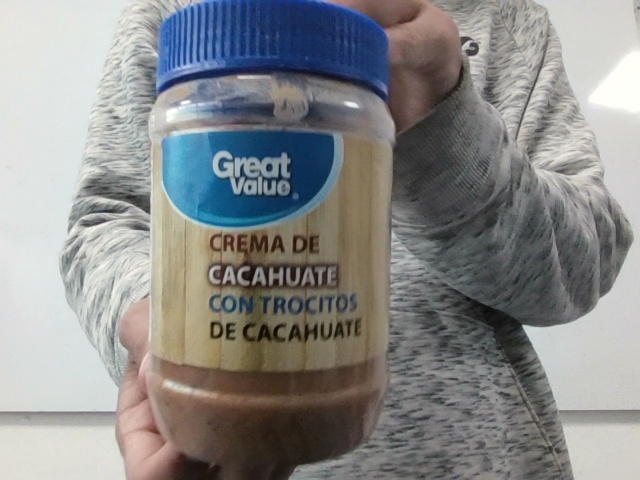 Great
Value
CREMA DE
CACAHUATE
CON TROCITOS
DE CACAHUATE